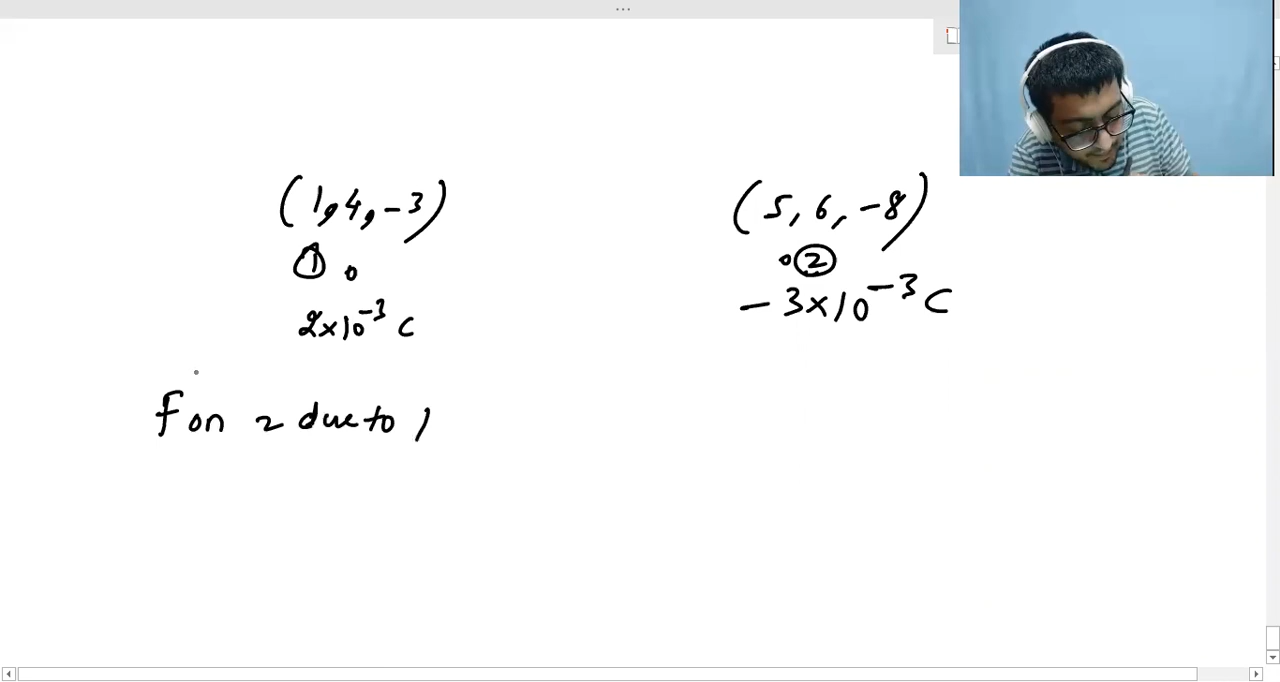 (1, 4, -3)
(5, 6, -8)
1
2
2×10⁻³ C
-3×10⁻³ C
F on 2 due to 1